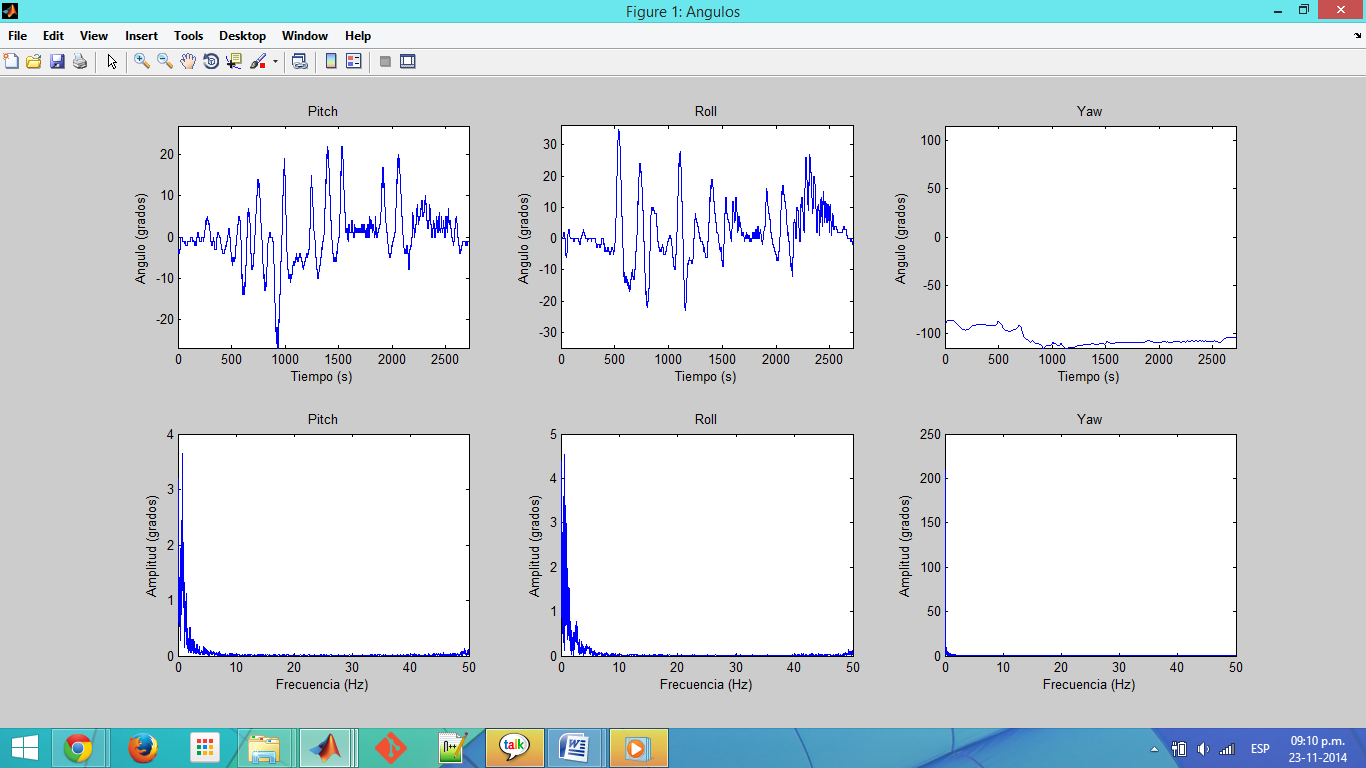 Figure 1: Angulos
File Edit View Insert Tools Desktop Window Help
Pitch
20
10
0
-10
-20
Angulo (grados)
0 500 1000 1500 2000 2500
Tiempo (s)
Roll
30
20
10
0
-10
-20
-30
Angulo (grados)
0 500 1000 1500 2000 2500
Tiempo (s)
Yaw
100
50
0
-50
-100
Angulo (grados)
0 500 1000 1500 2000 2500
Tiempo (s)
Pitch
4
3
2
1
0
Amplitud (grados)
0 10 20 30 40 50
Frecuencia (Hz)
Roll
5
4
3
2
1
0
Amplitud (grados)
0 10 20 30 40 50
Frecuencia (Hz)
Yaw
250
200
150
100
50
0
Amplitud (grados)
0 10 20 30 40 50
Frecuencia (Hz)
talk
ESP
09:10 p.m.
23-11-2014